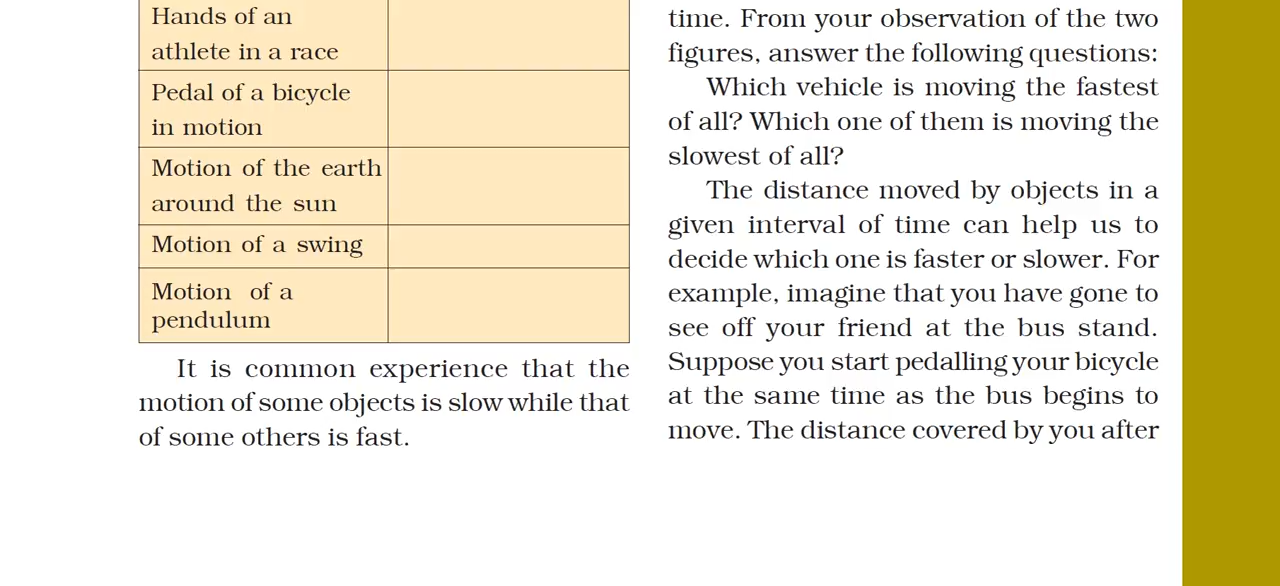 Hands of an
athlete in a race
Pedal of a bicycle
in motion
Motion of the earth
around the sun
Motion of a swing
Motion of a
pendulum
It is common experience that the
motion of some objects is slow while that
of some others is fast.
time. From your observation of the two
figures, answer the following questions:
Which vehicle is moving the fastest
of all? Which one of them is moving the
slowest of all?
The distance moved by objects in a
given interval of time can help us to
decide which one is faster or slower. For
example, imagine that you have gone to
see off your friend at the bus stand.
Suppose you start pedalling your bicycle
at the same time as the bus begins to
move. The distance covered by you after